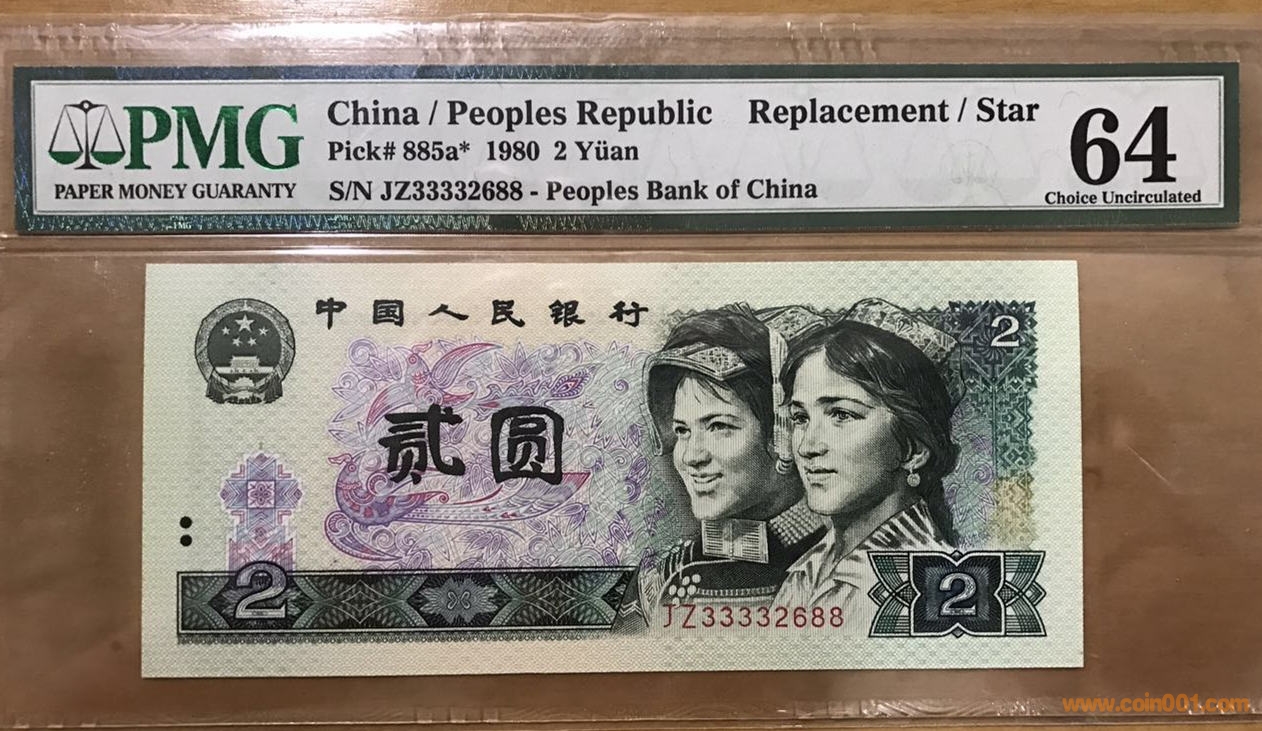 PMG
PAPER MONEY GUARANTY
China / Peoples Republic Replacement / Star
Pick# 885a* 1980 2 Yüan
S/N JZ33332688 - Peoples Bank of China
64
Choice Uncirculated
PMG
中国人民银行
2
贰圆
2
JZ33332688
2
www.coin001.com